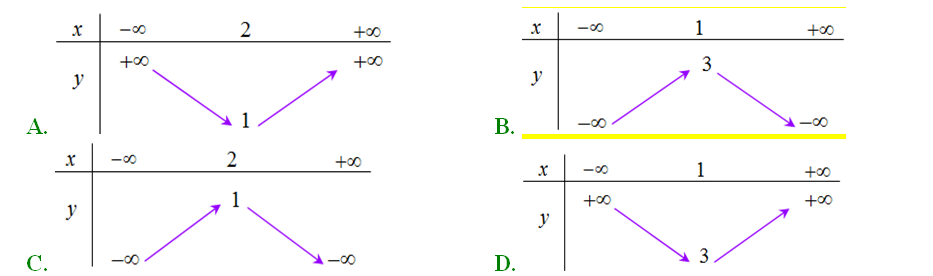 A.
x −∞ 2 +∞
y +∞ 1 +∞
B.
x −∞ 1 +∞
y −∞ 3 −∞
C.
x −∞ 2 +∞
y −∞ 1 −∞
D.
x −∞ 1 +∞
y +∞ 3 +∞